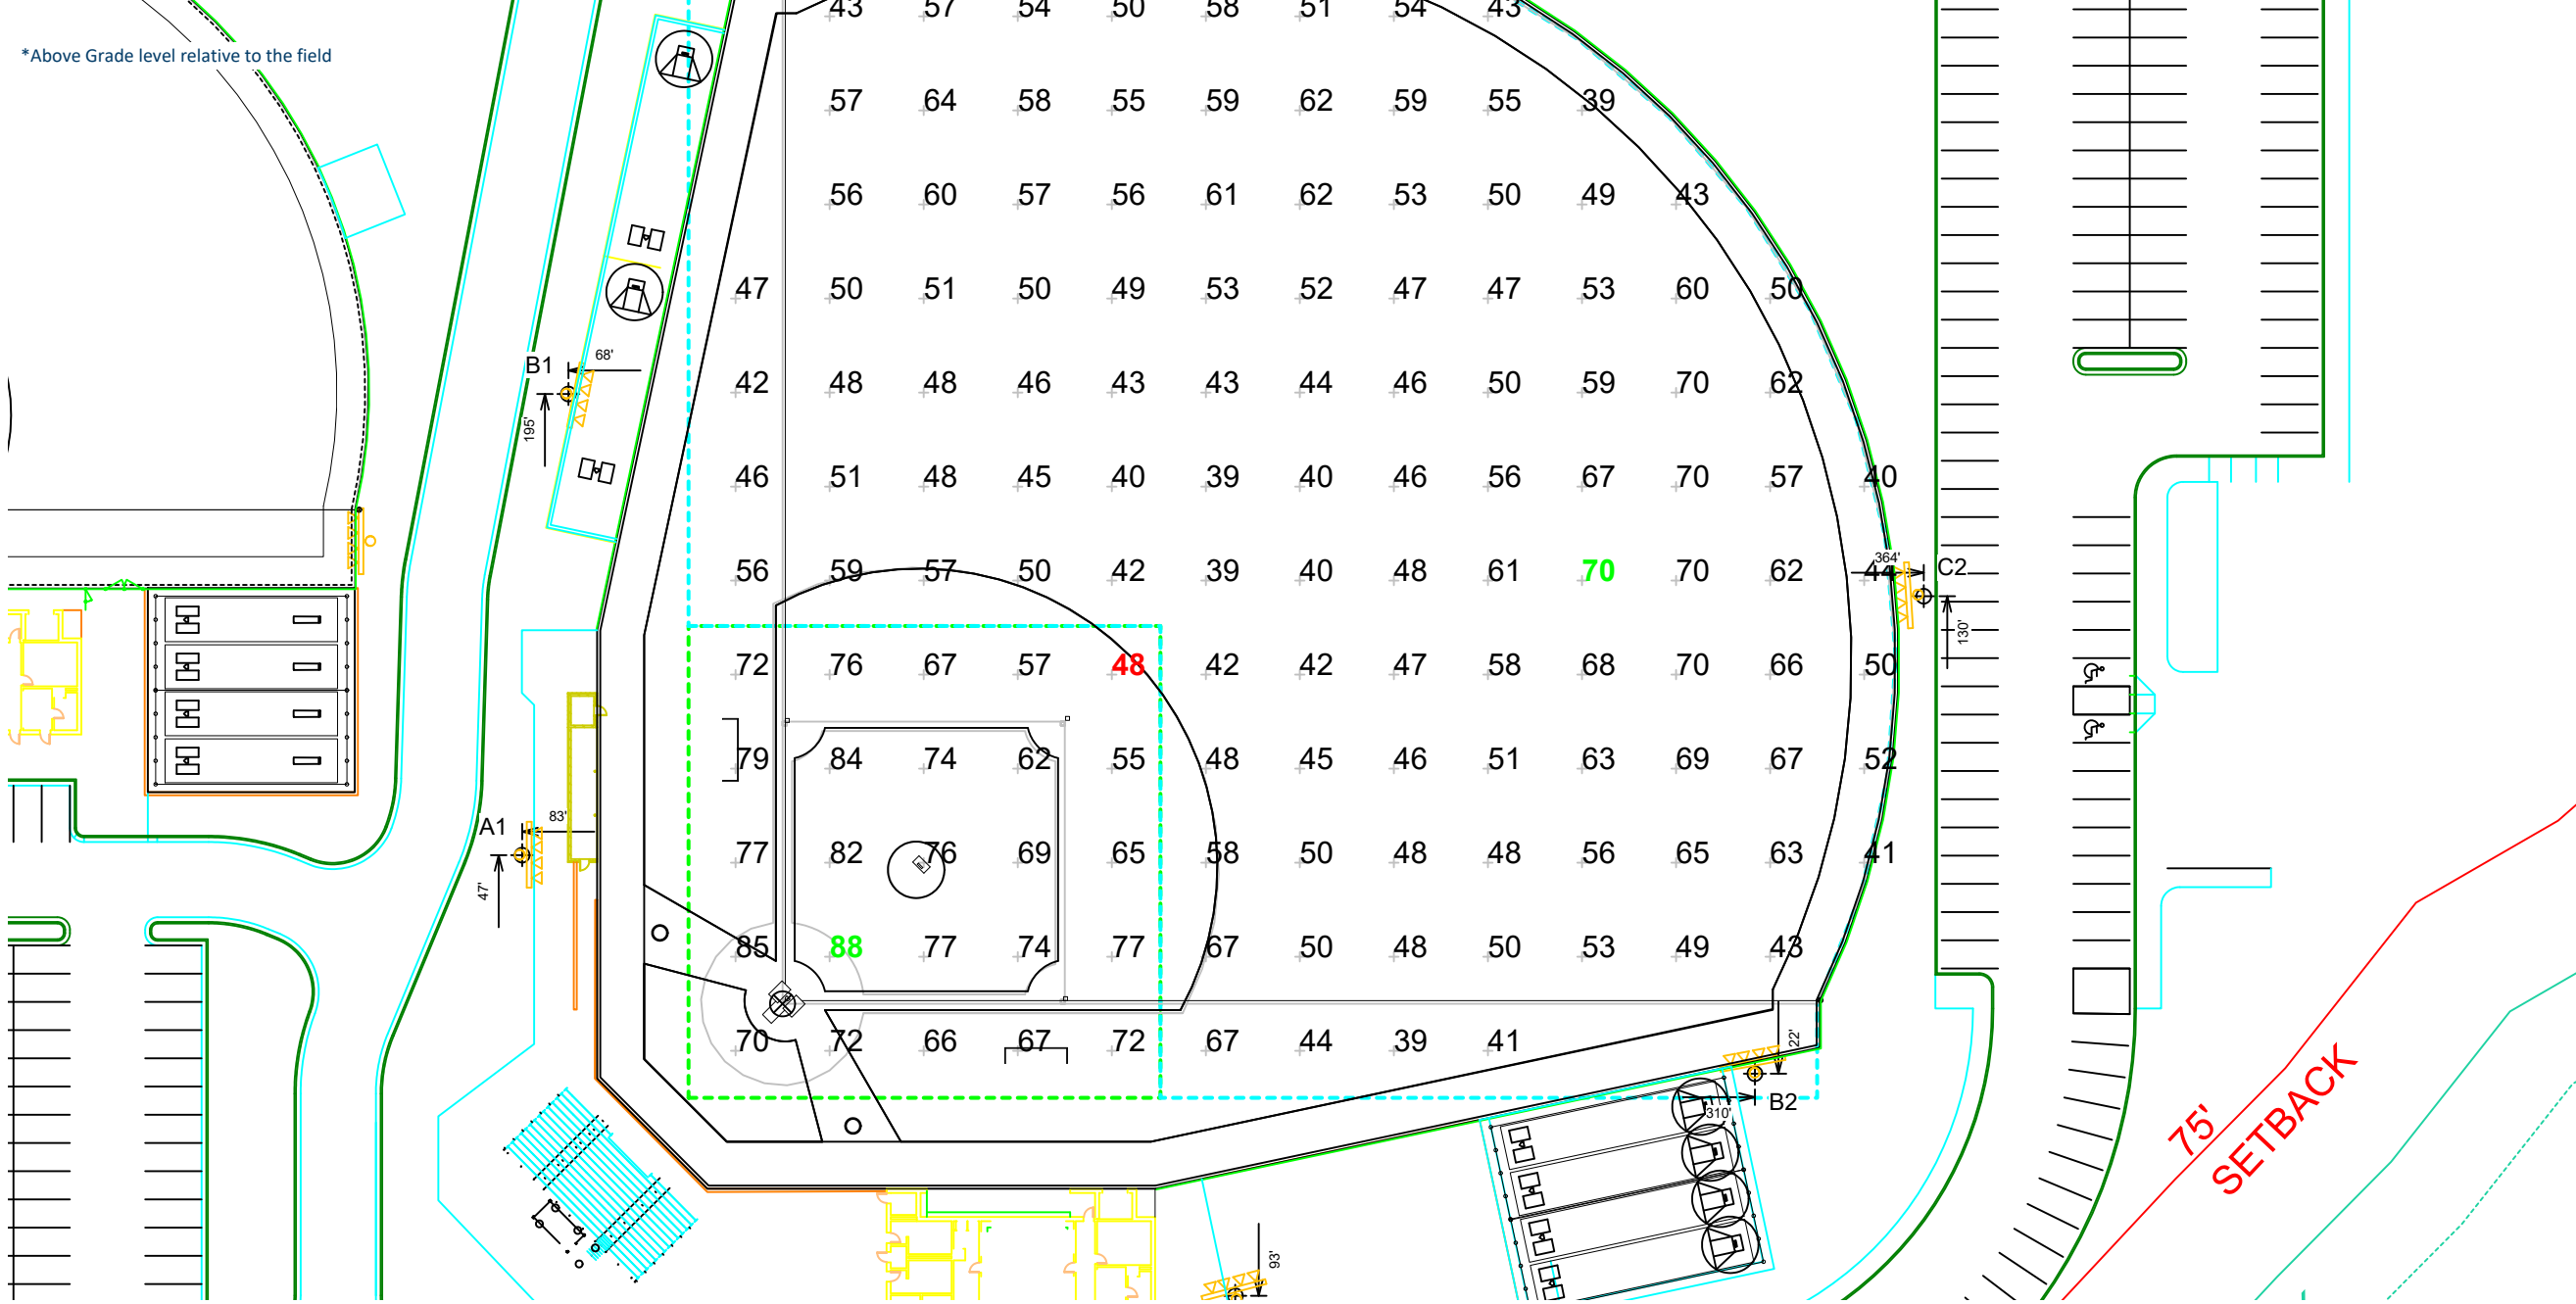 43 57 54 50 58 51 54 43
*Above Grade level relative to the field
57 64 58 55 59 62 59 55 39
56 60 57 56 61 62 53 50 49 43
47 50 51 50 49 53 52 47 47 53 60 50
B1 68'
42 48 48 46 43 43 44 46 50 59 70 62
195'
46 51 48 45 40 39 40 46 56 67 70 57 40
56 59 57 50 42 39 40 48 61 70 70 62 44
364' C2
130'
72 76 67 57 48 42 42 47 58 68 70 66 50
79 84 74 62 55 48 45 46 51 63 69 67 52
A1 83'
77 82 76 69 65 58 50 48 48 56 65 63 41
47'
85 88 77 74 77 67 50 48 50 53 49 43
70 72 66 67 72 67 44 39 41
22'
B2
310'
75'
SETBACK
93'